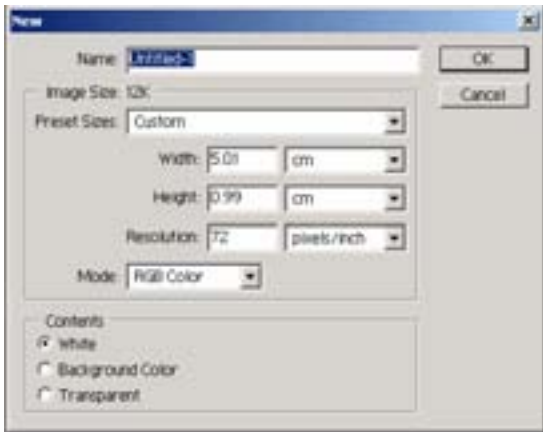 New
Name: Untitled-1
OK
Image Size: 12K
Cancel
Preset Sizes: Custom
Width: 5.01 cm
Height: 0.99 cm
Resolution: 72 pixels/inch
Mode: RGB Color
Contents
White
Background Color
Transparent